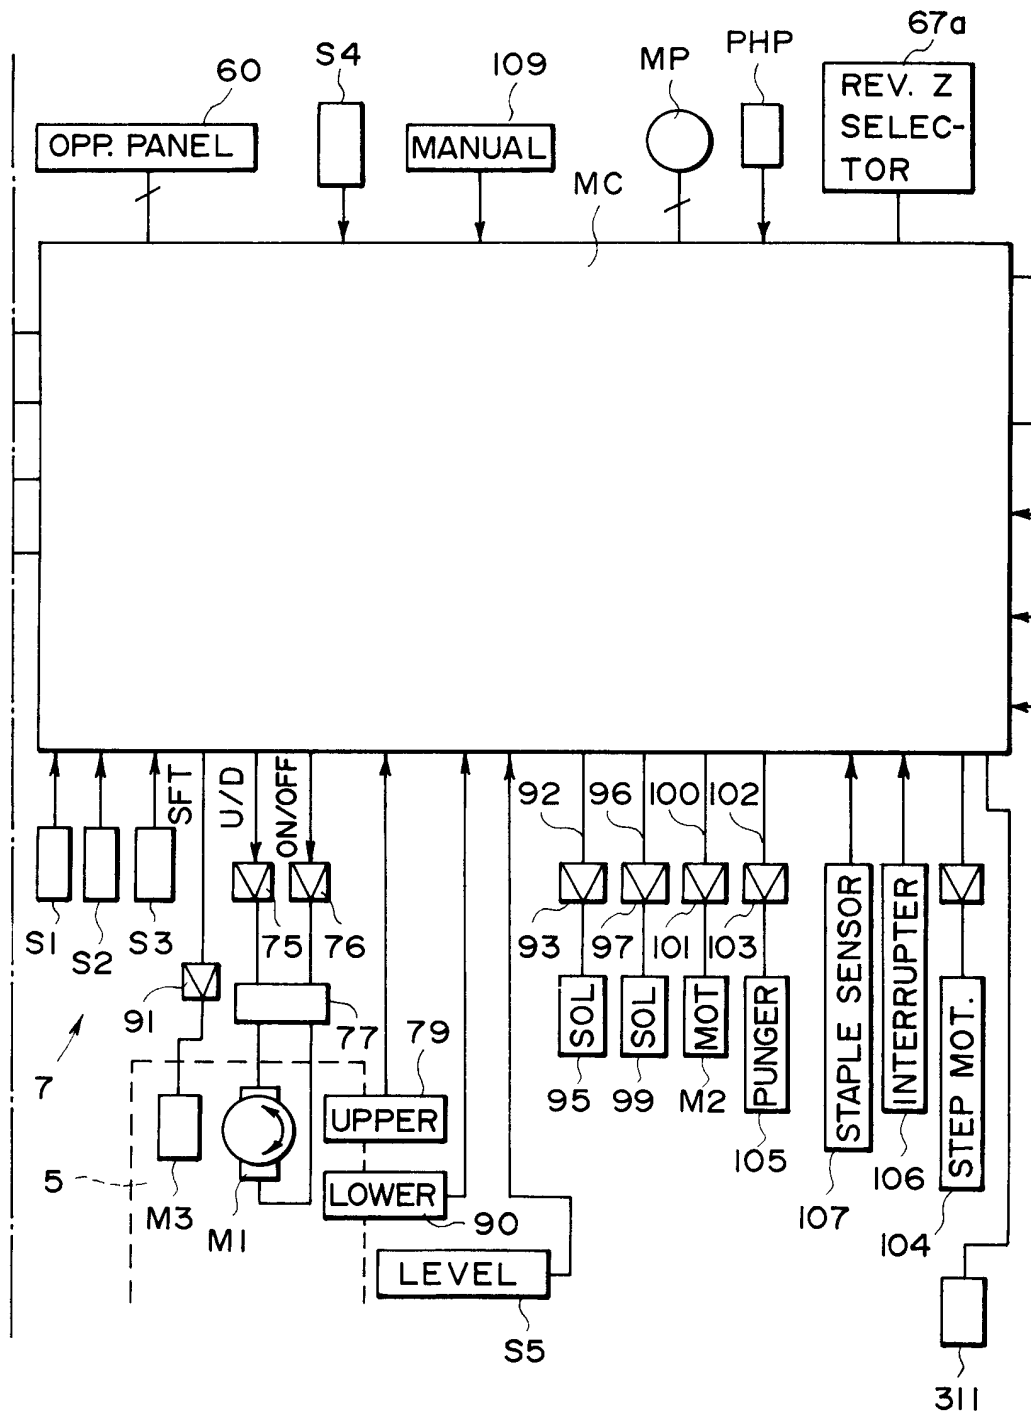 67a
S4
109
MP
PHP
60
REV. Z
SELEC-
TOR
OPP. PANEL
MANUAL
MC
SFT
U/D
ON/OFF
92
96
100
102
S1
S2
S3
75
76
93
97
101
103
91
77
79
SOL
SOL
MOT
PUNGER
STAPLE SENSOR
INTERRUPTER
STEP MOT.
7
UPPER
95
99
M2
105
106
107
104
5
M3
M1
LOWER
90
LEVEL
S5
311